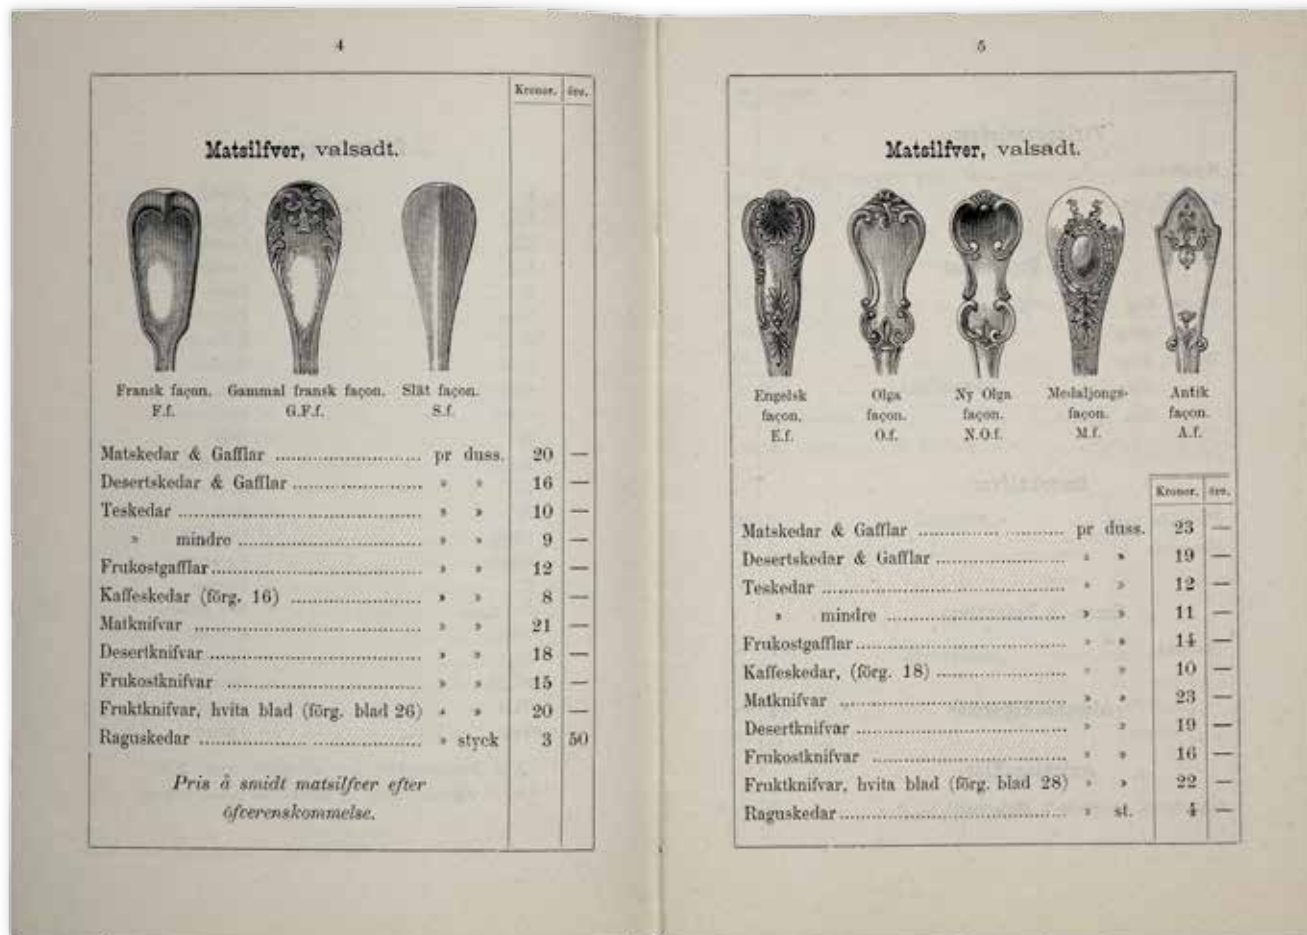 4
Kronor. öre.
Matsilfver, valsadt.
Fransk façon. Gammal fransk façon. Slät façon.
F.f. G.F.f. S.f.
Matskedar & Gafflar .......................... pr duss. 20 —
Desertskedar & Gafflar ....................... » » 16 —
Teskedar ........................................... » » 10 —
» mindre ................................. » » 9 —
Frukostgafflar ..................................... » » 12 —
Kaffeskedar (förg. 16) ....................... » » 8 —
Matknifvar ........................................ » » 21 —
Desertknifvar ...................................... » » 18 —
Frukostknifvar ................................... » » 15 —
Fruktknifvar, hvita blad (förg. blad 26) » » 20 —
Raguskedar ........................................ » styck 3 50
Pris å smidt matsilfver efter
öfverenskommelse.
5
Matsilfver, valsadt.
Engelsk Olga Ny Olga Medaljongs- Antik
façon. façon. façon. façon. façon.
E.f. O.f. N.O.f. M.f. A.f.
Kronor. öre.
Matskedar & Gafflar .......................... pr duss. 23 —
Desertskedar & Gafflar ....................... » » 19 —
Teskedar ........................................... » » 12 —
» mindre ................................. » » 11 —
Frukostgafflar ..................................... » » 14 —
Kaffeskedar, (förg. 18) ....................... » » 10 —
Matknifvar ........................................ » » 23 —
Desertknifvar ...................................... » » 19 —
Frukostknifvar ................................... » » 16 —
Fruktknifvar, hvita blad (förg. blad 28) » » 22 —
Raguskedar ........................................ » st. 4 —